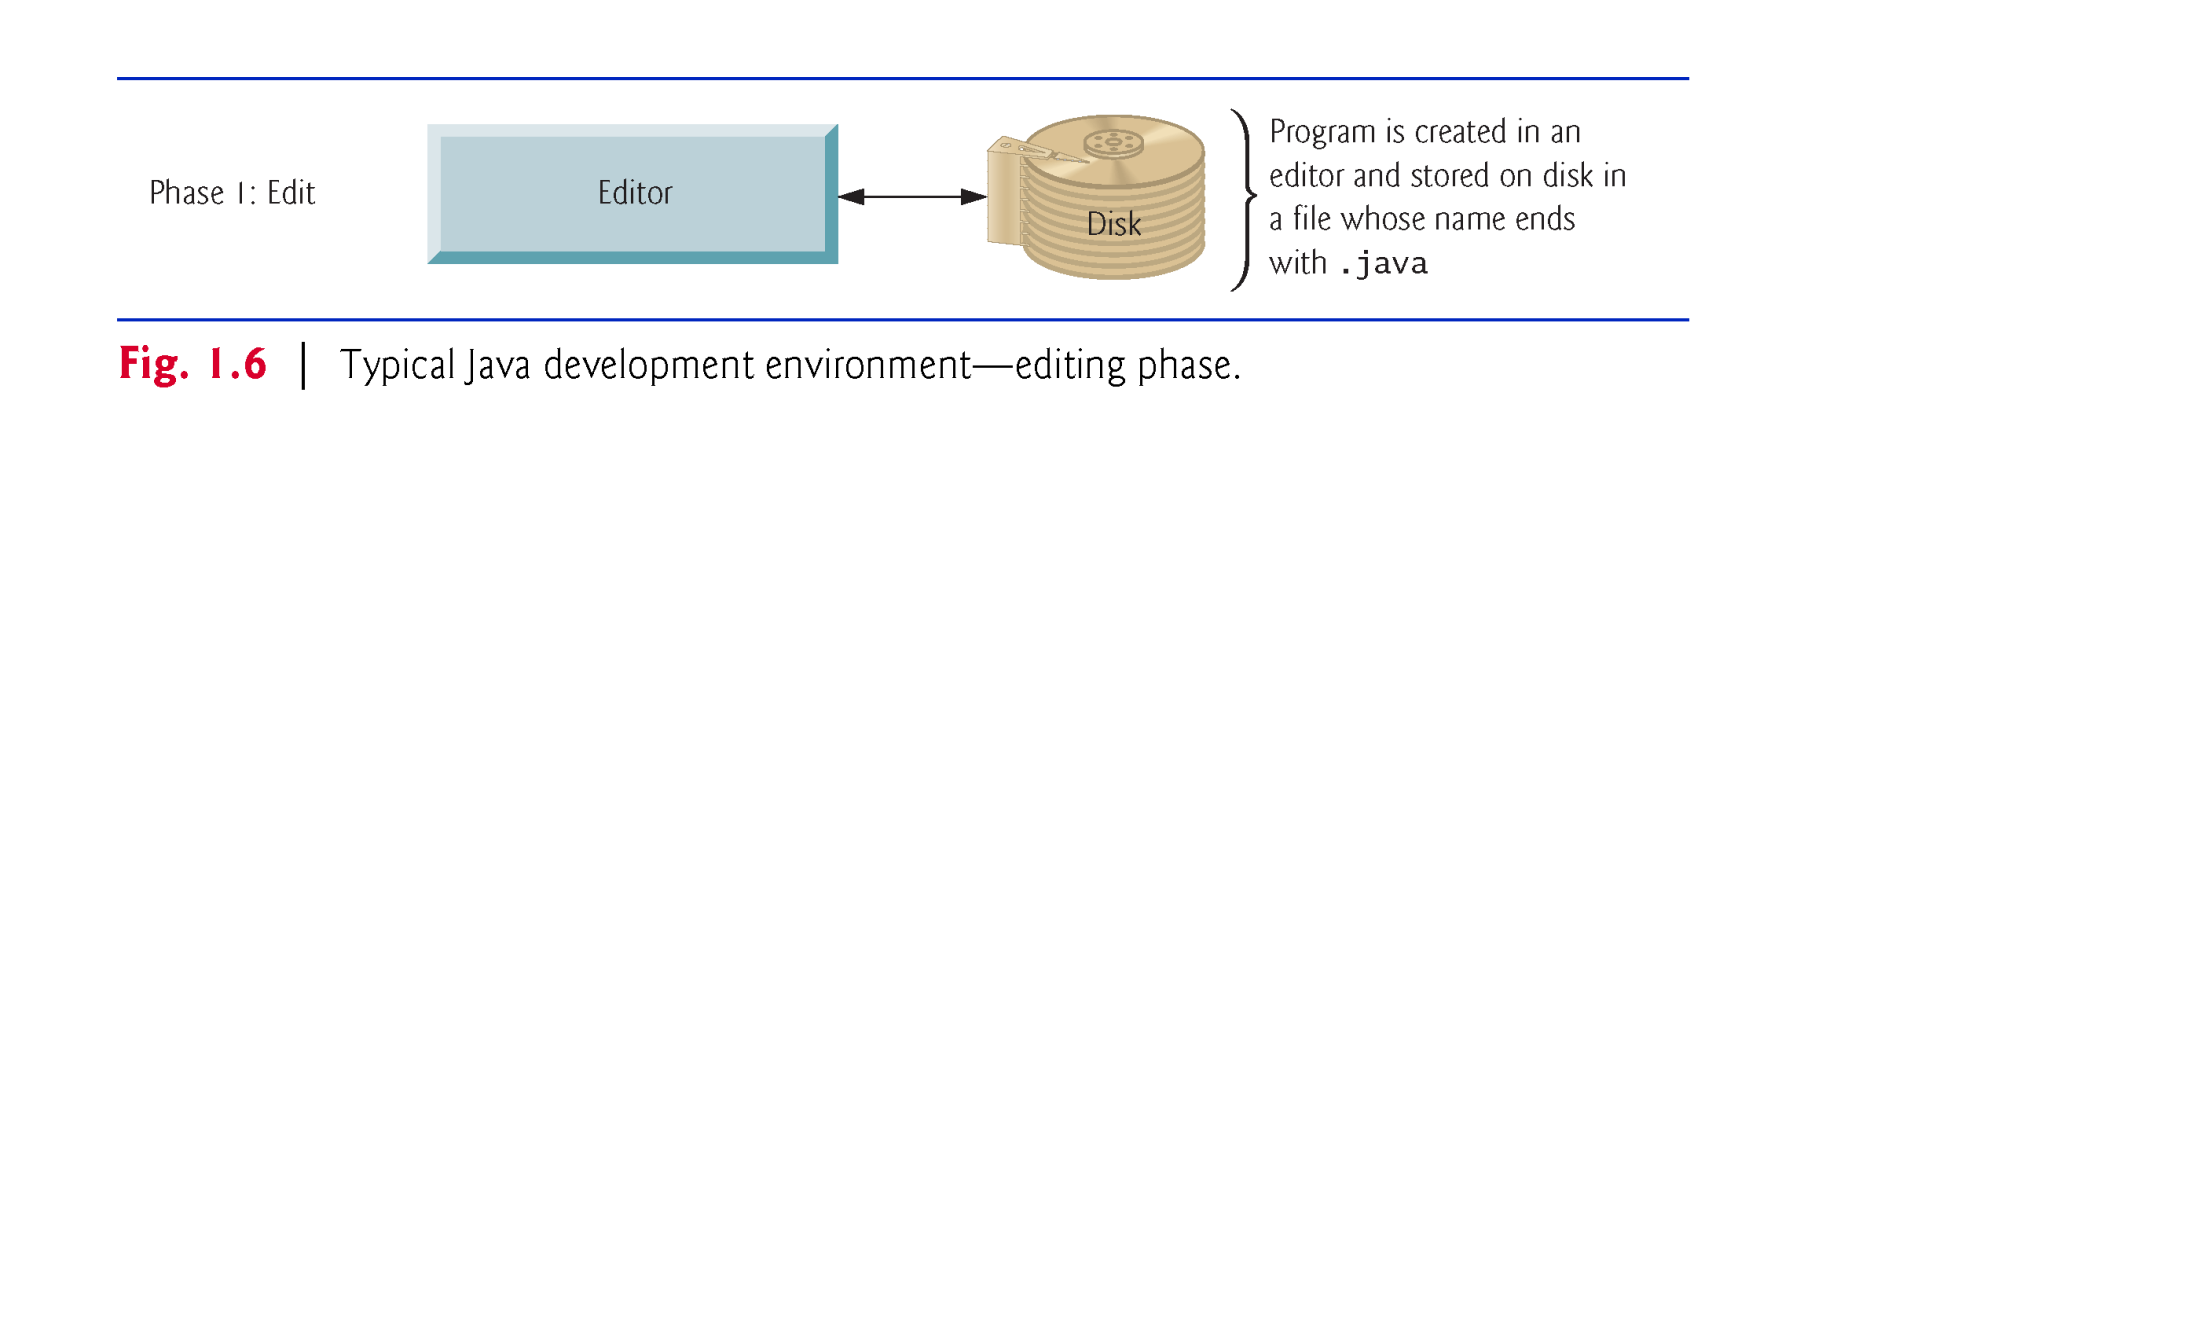 Phase 1: Edit
Editor
Disk
Program is created in an
editor and stored on disk in
a file whose name ends
with .java
Fig. 1.6 | Typical Java development environment—editing phase.